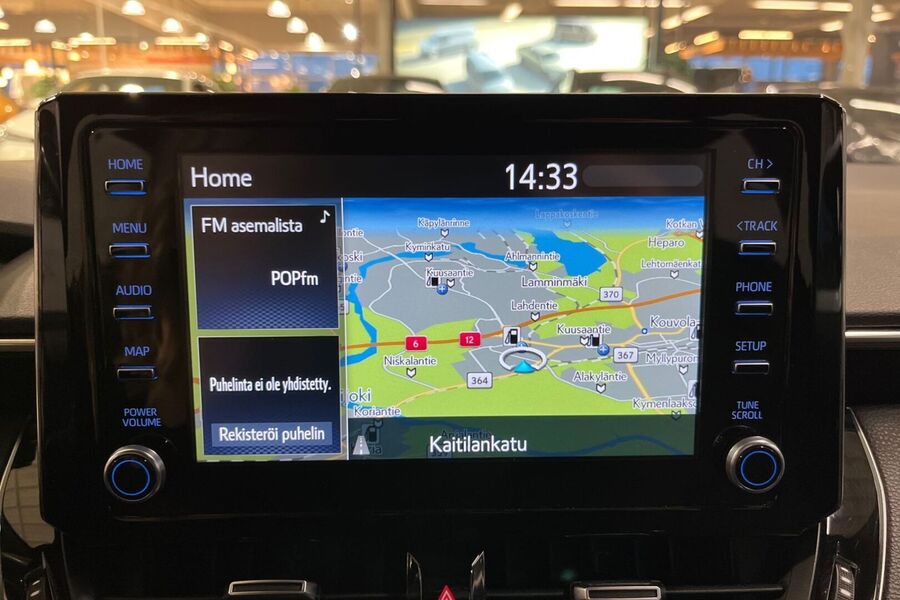 HOME
MENU
AUDIO
MAP
POWER
VOLUME
Home
14:33
FM asemalista
POPfm
Puhelinta ei ole yhdistetty.
Rekisteröi puhelin
Lappakoskentie
Käpylänrinne
Kyminkatu
Kuusaantie
Ahlmannintie
Lamminmäki
Kotkan
Heparo
Lehtomäenkat
370
Lahdentie
Kuusaantie
Kouvola
6
12
367
Myllypuron
Niskalantie
364
Alakyläntie
Kymenlaakso
Koriantie
Kaitilankatu
CH >
< TRACK
PHONE
SETUP
TUNE
SCROLL